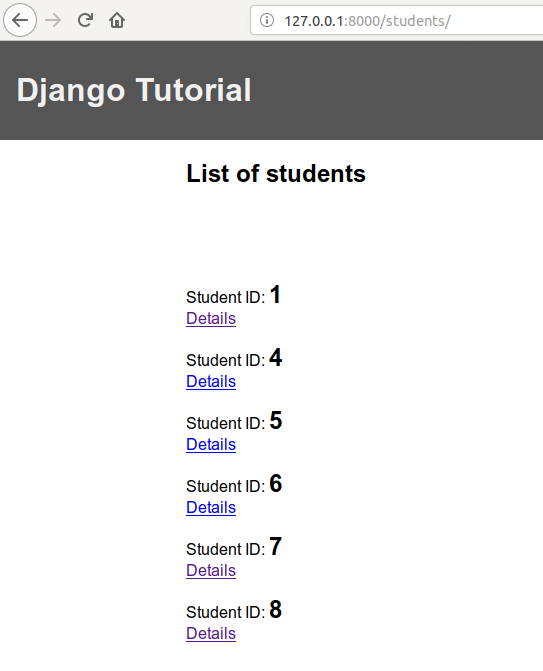 127.0.0.1:8000/students/
Django Tutorial
List of students
Student ID: 1
Details
Student ID: 4
Details
Student ID: 5
Details
Student ID: 6
Details
Student ID: 7
Details
Student ID: 8
Details